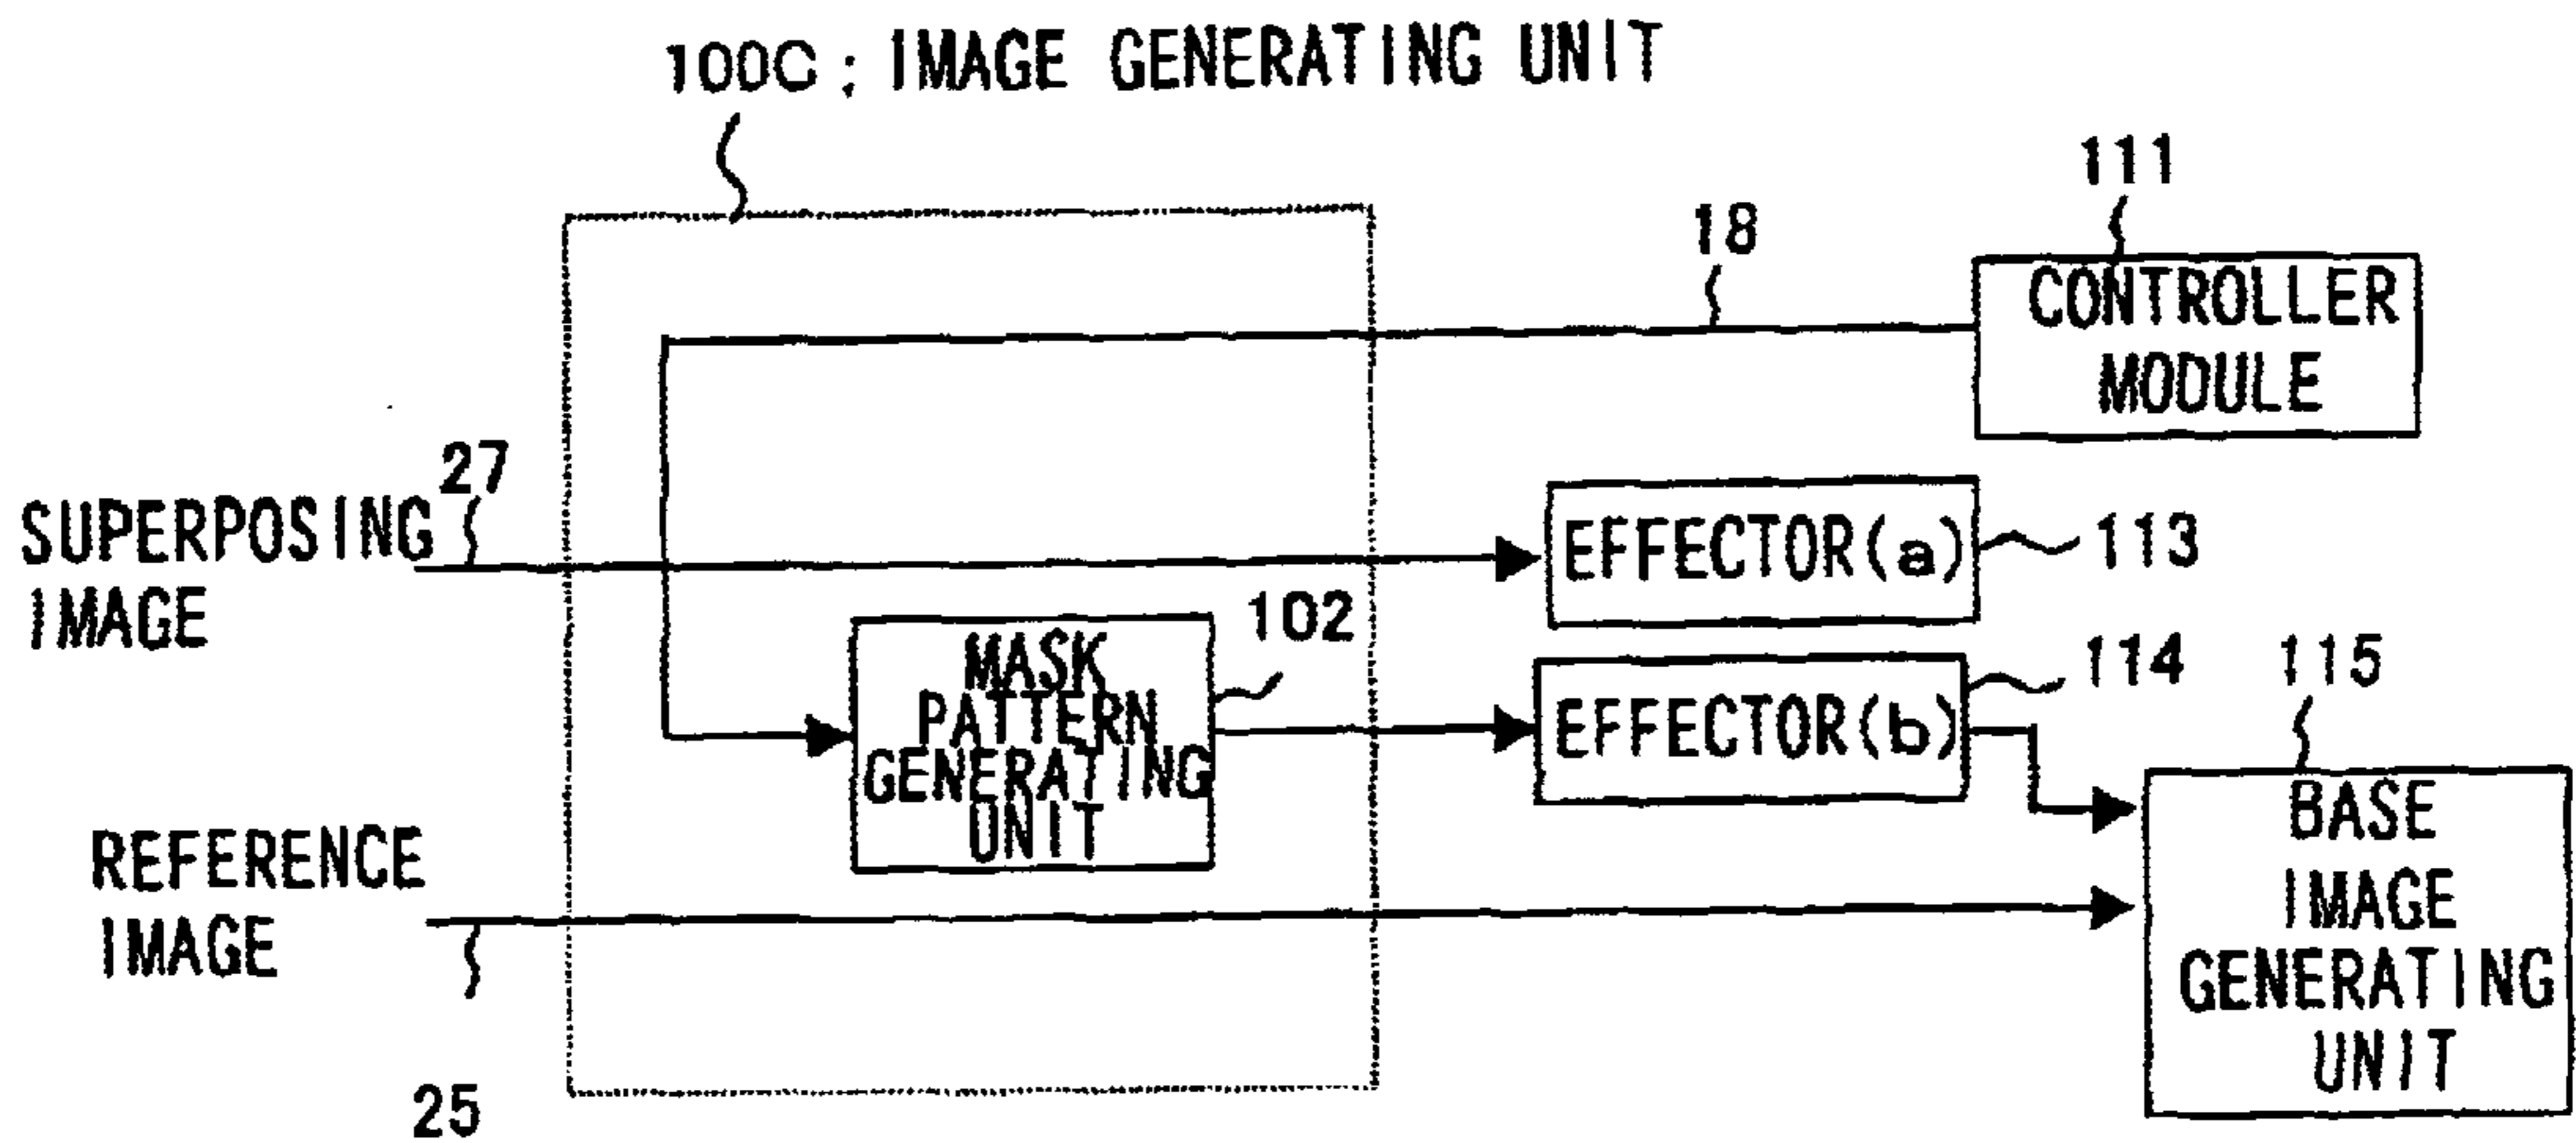 100C ; IMAGE GENERATING UNIT
111
18
CONTROLLER
MODULE
27
SUPERPOSING
IMAGE
EFFECTOR(a)
113
102
MASK
PATTERN
GENERATING
UNIT
EFFECTOR(b)
114
115
BASE
IMAGE
GENERATING
UNIT
REFERENCE
IMAGE
25